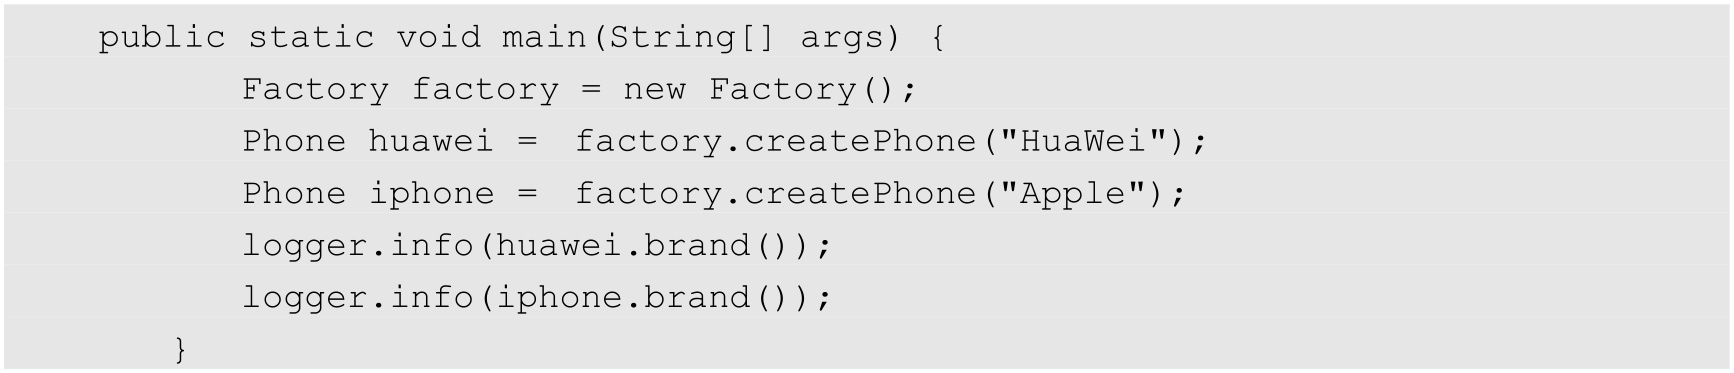 public static void main(String[] args) {
Factory factory = new Factory();
Phone huawei =  factory.createPhone("HuaWei");
Phone iphone =  factory.createPhone("Apple");
logger.info(huawei.brand());
logger.info(iphone.brand());
}